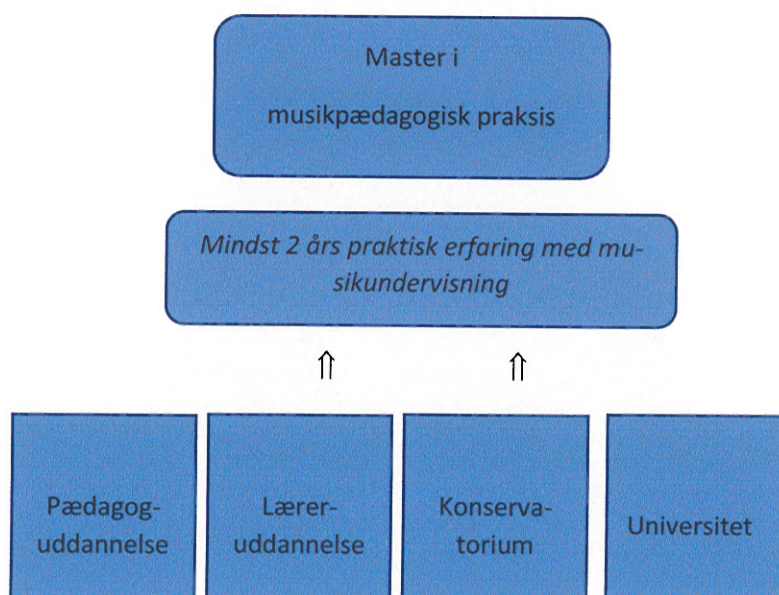 Master i
musikpædagogisk praksis
Mindst 2 års praktisk erfaring med mu-
sikundervisning
⇑ ⇑
Pædagog-
uddannelse
Lærer-
uddannelse
Konserva-
torium
Universitet